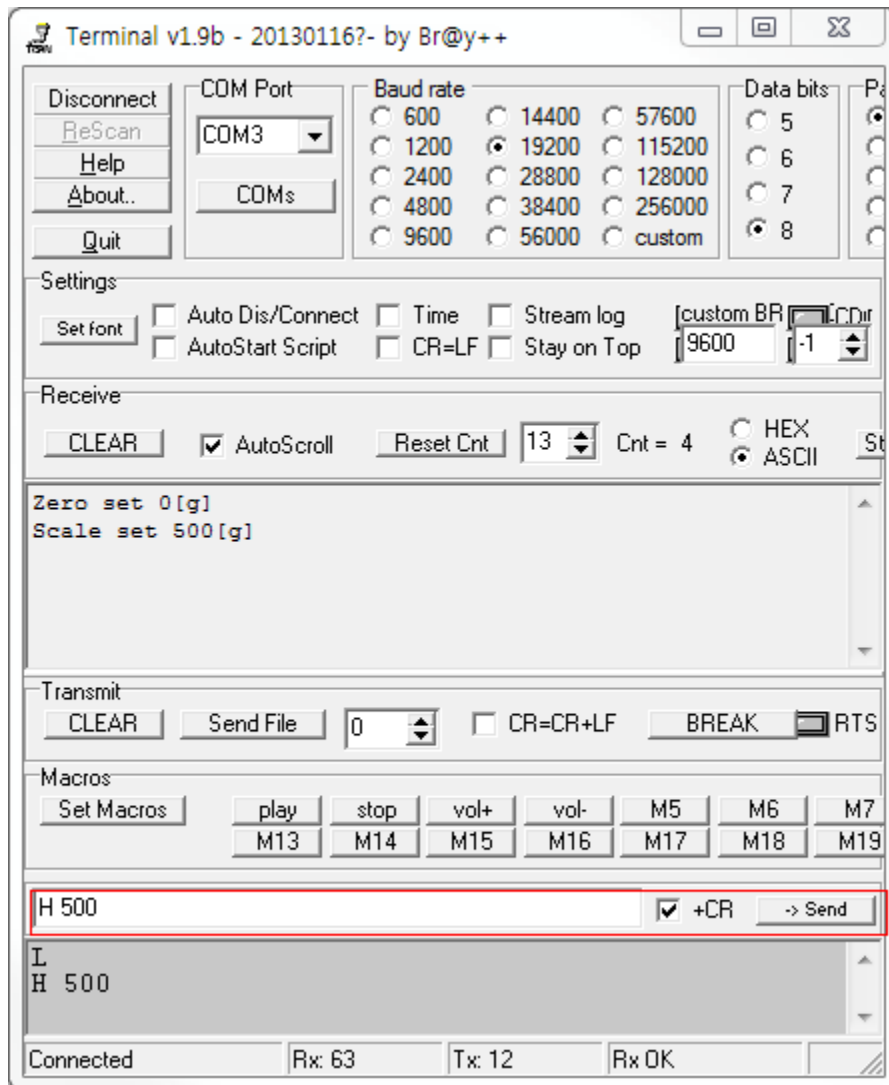 Terminal v1.9b - 20130116?- by Br@y++
Disconnect
ReScan
Help
About..
Quit
COM Port
COM3
COMs
Baud rate
600 14400 57600
1200 19200 115200
2400 28800 128000
4800 38400 256000
9600 56000 custom
Data bits
5
6
7
8
Pa
Settings
Set font
Auto Dis/Connect Time Stream log custom BR
AutoStart Script CR=LF Stay on Top 9600 -1
Receive
CLEAR AutoScroll Reset Cnt 13 Cnt = 4 HEX
ASCII St
Zero set 0[g]
Scale set 500[g]
Transmit
CLEAR Send File 0 CR=CR+LF BREAK RTS
Macros
Set Macros play stop vol+ vol- M5 M6 M7
M13 M14 M15 M16 M17 M18 M19
H 500 +CR -> Send
L
H 500
Connected Rx: 63 Tx: 12 Rx OK